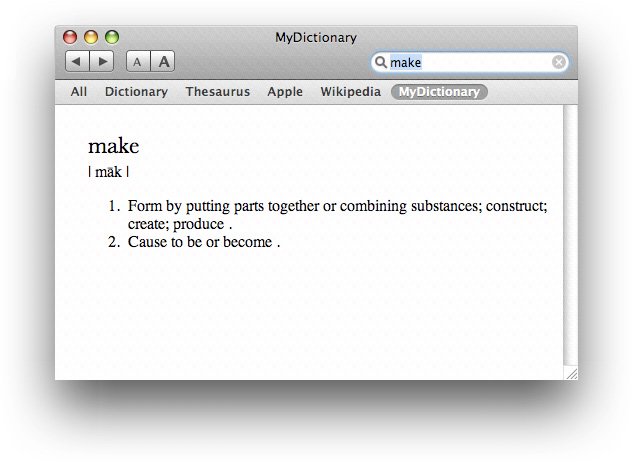 MyDictionary
A A make
All Dictionary Thesaurus Apple Wikipedia MyDictionary
make
| māk |
1. Form by putting parts together or combining substances; construct;
create; produce .
2. Cause to be or become .